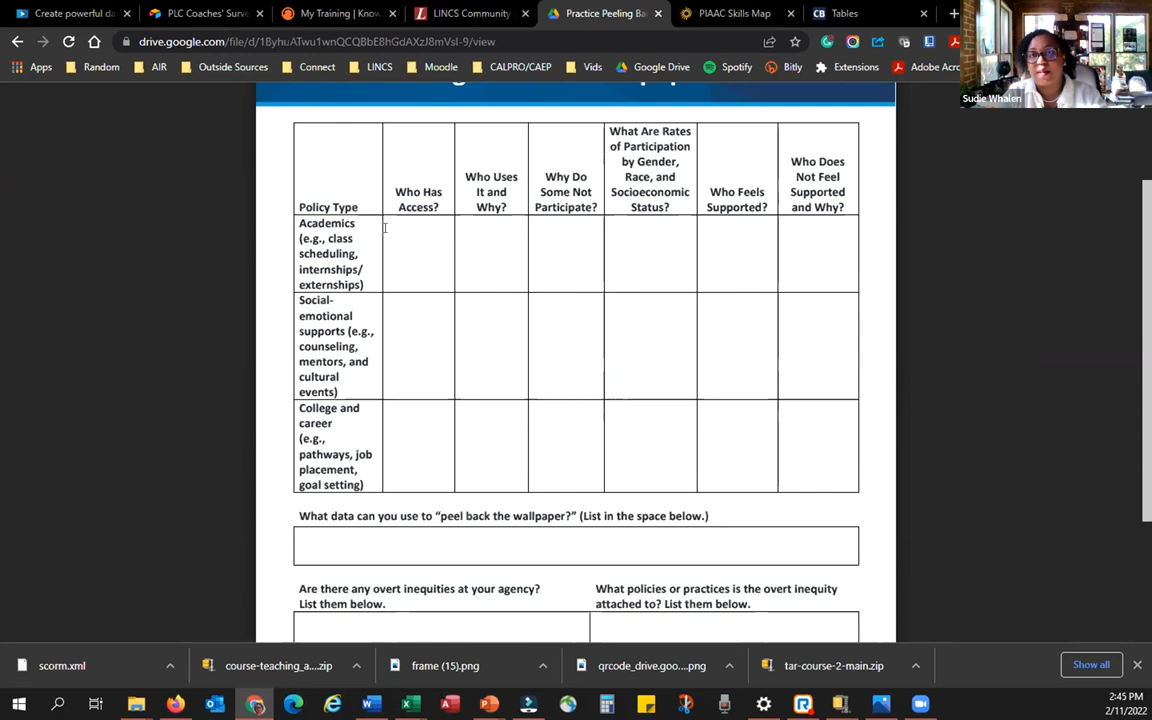 Create powerful da
PLC Coaches' Surve
My Training | Know
LINCS Community
Practice Peeling Ba
PIAAC Skills Map
CB Tables
drive.google.com/file/d/1ByhuATwu1wnQCQBbE8hGdAXzJ8mVsI-9/view
Apps
Random
AIR
Outside Sources
Connect
LINCS
Moodle
CALPRO/CAEP
Vids
Google Drive
Spotify
Bitly
Extensions
Adobe Acro
Sudie Whalen
Policy Type
Who Has
Access?
Who Uses
It and
Why?
Why Do
Some Not
Participate?
What Are Rates
of Participation
by Gender,
Race, and
Socioeconomic
Status?
Who Feels
Supported?
Who Does
Not Feel
Supported
and Why?
Academics
(e.g., class
scheduling,
internships/
externships)
Social-
emotional
supports (e.g.,
counseling,
mentors, and
cultural
events)
College and
career
(e.g.,
pathways, job
placement,
goal setting)
What data can you use to “peel back the wallpaper?” (List in the space below.)
Are there any overt inequities at your agency?
List them below.
What policies or practices is the overt inequity
attached to? List them below.
scorm.xml
course-teaching_a....zip
frame (15).png
qrcode_drive.goo....png
tar-course-2-main.zip
Show all
2:45 PM
2/11/2022